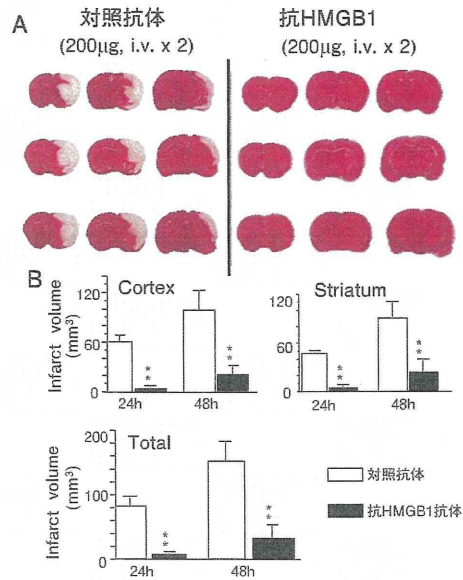 A
対照抗体
(200μg, i.v. x 2)
抗HMGB1
(200μg, i.v. x 2)
B
Cortex
Infarct volume
(mm³)
120
60
0
**
**
24h
48h
Striatum
120
60
0
**
**
24h
48h
Total
Infarct volume
(mm³)
200
100
0
**
**
24h
48h
対照抗体
抗HMGB1抗体